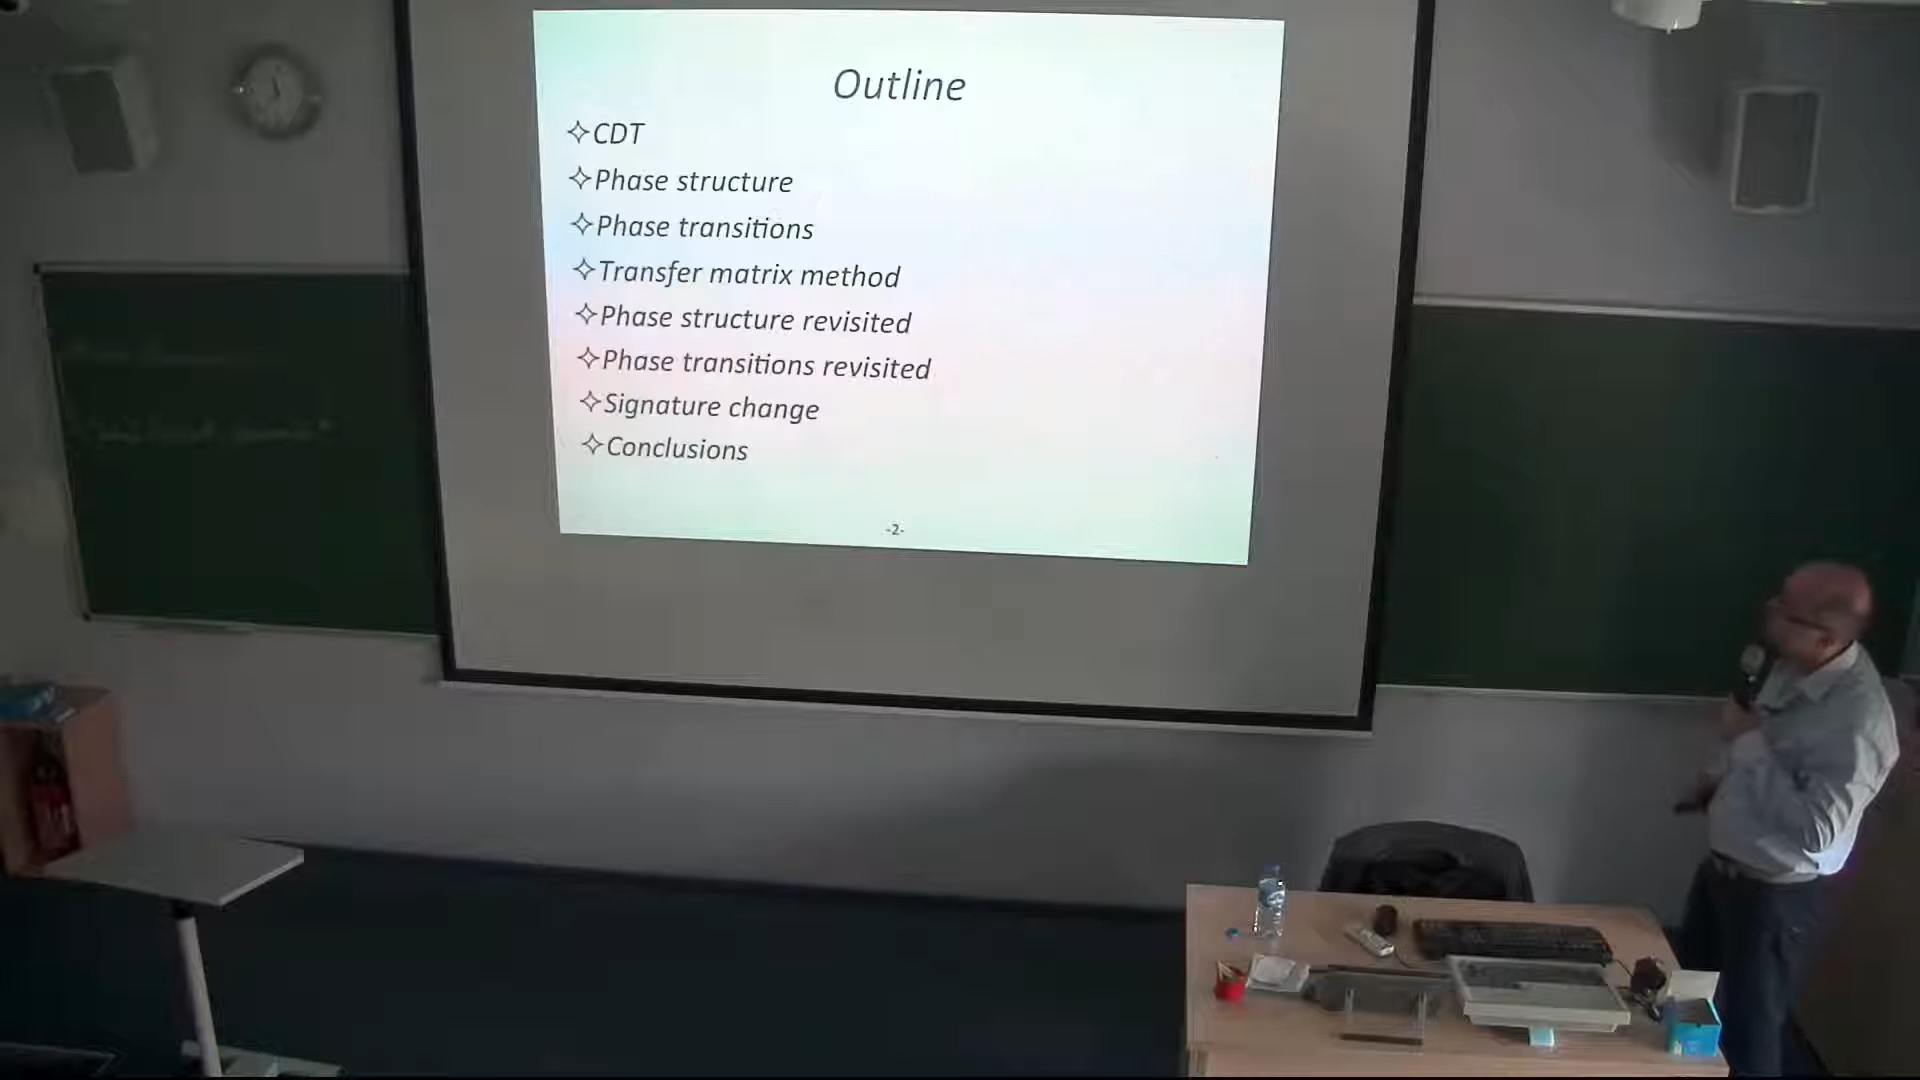 Outline
✧CDT
✧Phase structure
✧Phase transitions
✧Transfer matrix method
✧Phase structure revisited
✧Phase transitions revisited
✧Signature change
✧Conclusions
-2-